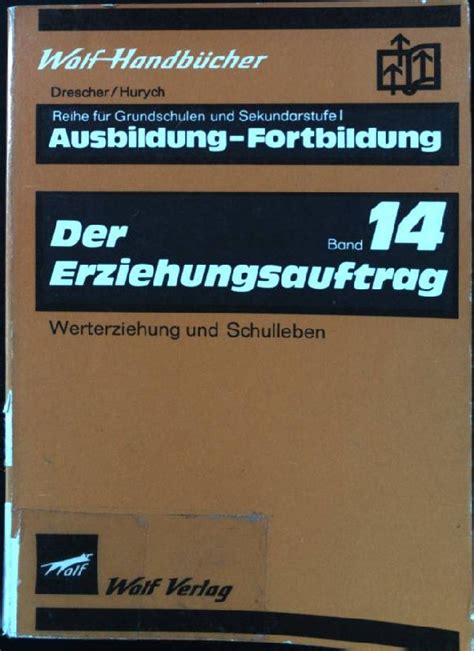 Wolf-Handbücher
Drescher/Hurych
Reihe für Grundschulen und Sekundarstufe I
Ausbildung-Fortbildung
Der Band 14
Erziehungsauftrag
Werterziehung und Schulleben
Wolf
Wolf Verlag